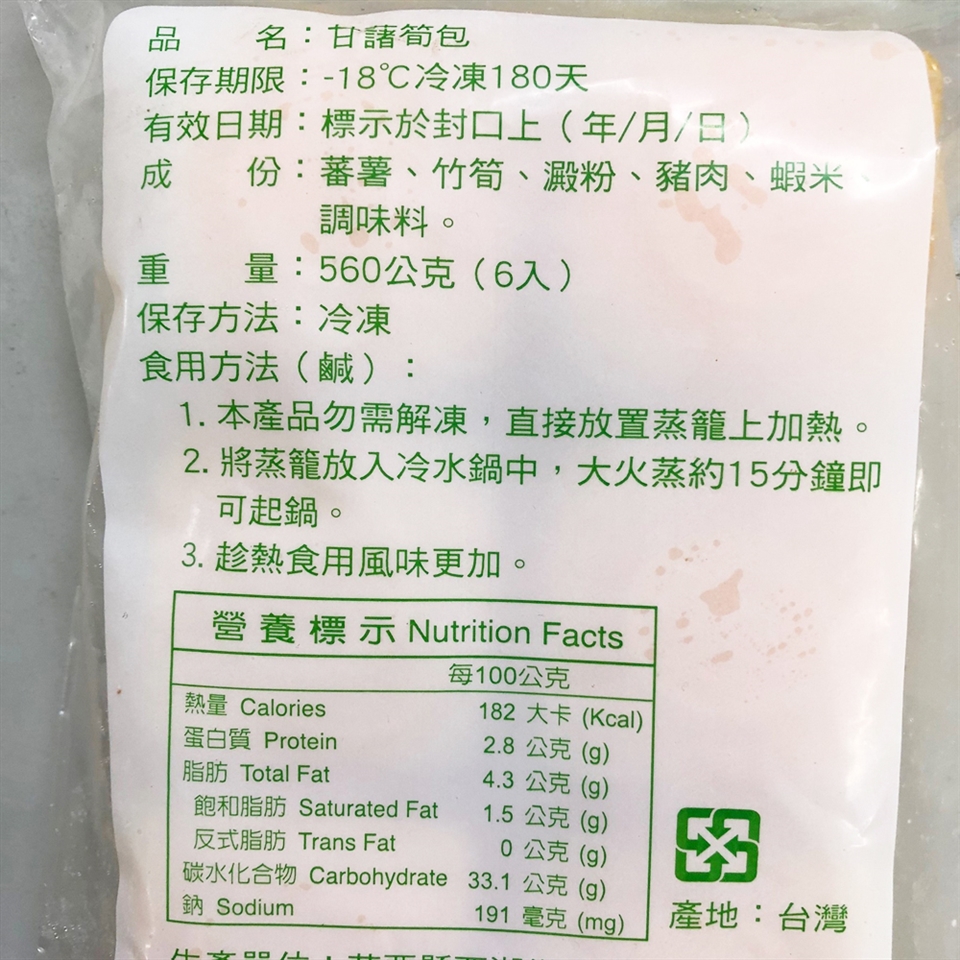 品 名：甘藷筍包
保存期限：-18℃冷凍180天
有效日期：標示於封口上（年/月/日）
成 份：蕃薯、竹筍、澱粉、豬肉、蝦米、
調味料。
重 量：560公克（6入）
保存方法：冷凍
食用方法（鹹）：
1. 本產品勿需解凍，直接放置蒸籠上加熱。
2. 將蒸籠放入冷水鍋中，大火蒸約15分鐘即
可起鍋。
3. 趁熱食用風味更加。
營養標示 Nutrition Facts
每100公克
熱量 Calories 182 大卡 (Kcal)
蛋白質 Protein 2.8 公克 (g)
脂肪 Total Fat 4.3 公克 (g)
飽和脂肪 Saturated Fat 1.5 公克 (g)
反式脂肪 Trans Fat 0 公克 (g)
碳水化合物 Carbohydrate 33.1 公克 (g)
鈉 Sodium 191 毫克 (mg)
產地：台灣